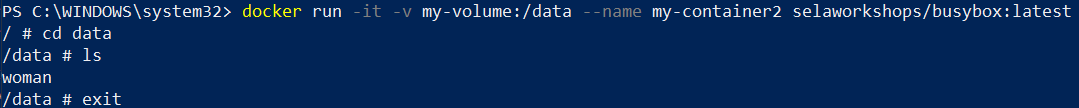 PS C:\WINDOWS\system32> docker run -it -v my-volume:/data --name my-container2 selaworkshops/busybox:latest
/ # cd data
/data # ls
woman
/data # exit